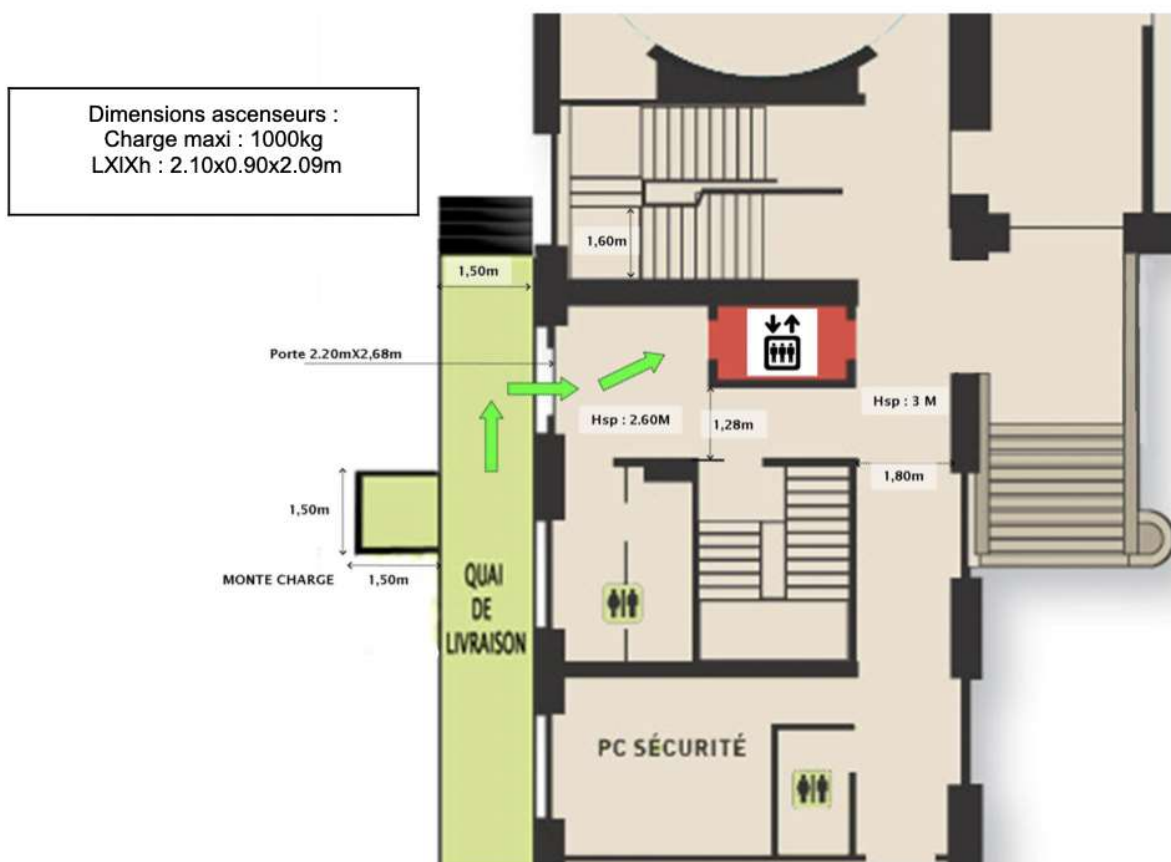 Dimensions ascenseurs :
Charge maxi : 1000kg
LXlXh : 2.10x0.90x2.09m
1,60m
1,50m
Porte 2.20mX2,68m
Hsp : 2.60M
1,28m
Hsp : 3 M
1,80m
1,50m
MONTE CHARGE
1,50m
QUAI
DE
LIVRAISON
PC SÉCURITÉ